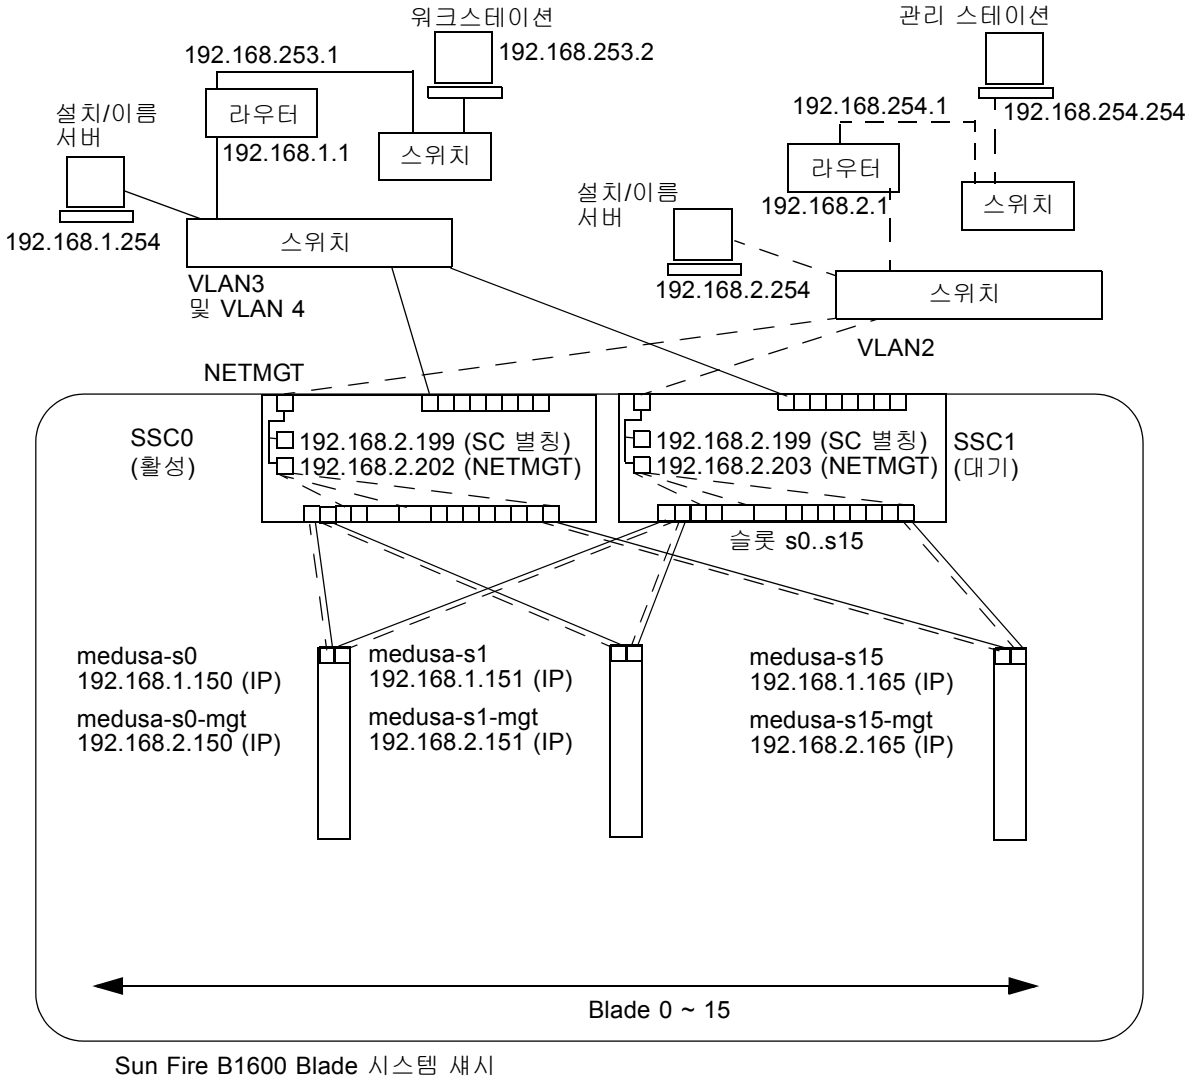 워크스테이션
관리 스테이션
192.168.253.1
192.168.253.2
설치/이름
서버
라우터
192.168.1.1
스위치
192.168.254.1
192.168.254.254
라우터
192.168.2.1
스위치
설치/이름
서버
192.168.1.254
스위치
VLAN3
및 VLAN 4
192.168.2.254
스위치
VLAN2
NETMGT
SSC0
(활성)
192.168.2.199 (SC 별칭)
192.168.2.202 (NETMGT)
192.168.2.199 (SC 별칭)
192.168.2.203 (NETMGT)
SSC1
(대기)
슬롯 s0..s15
medusa-s0
192.168.1.150 (IP)
medusa-s0-mgt
192.168.2.150 (IP)
medusa-s1
192.168.1.151 (IP)
medusa-s1-mgt
192.168.2.151 (IP)
medusa-s15
192.168.1.165 (IP)
medusa-s15-mgt
192.168.2.165 (IP)
Blade 0 ~ 15
Sun Fire B1600 Blade 시스템 섀시